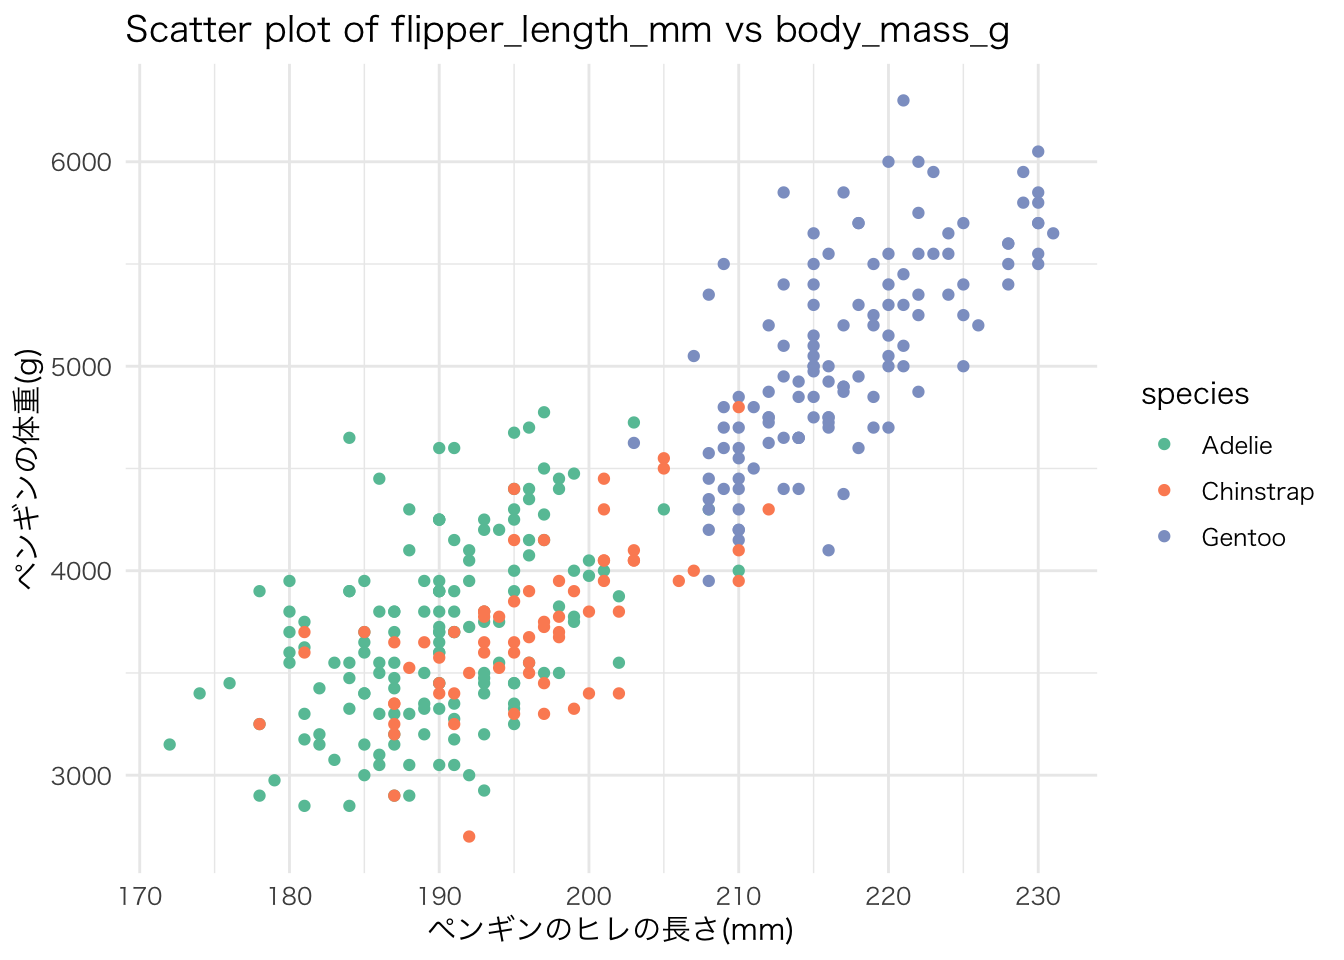 Scatter plot of flipper_length_mm vs body_mass_g
6000
5000
4000
3000
ペンギンの体重(g)
170 180 190 200 210 220 230
ペンギンのヒレの長さ(mm)
species
Adelie
Chinstrap
Gentoo